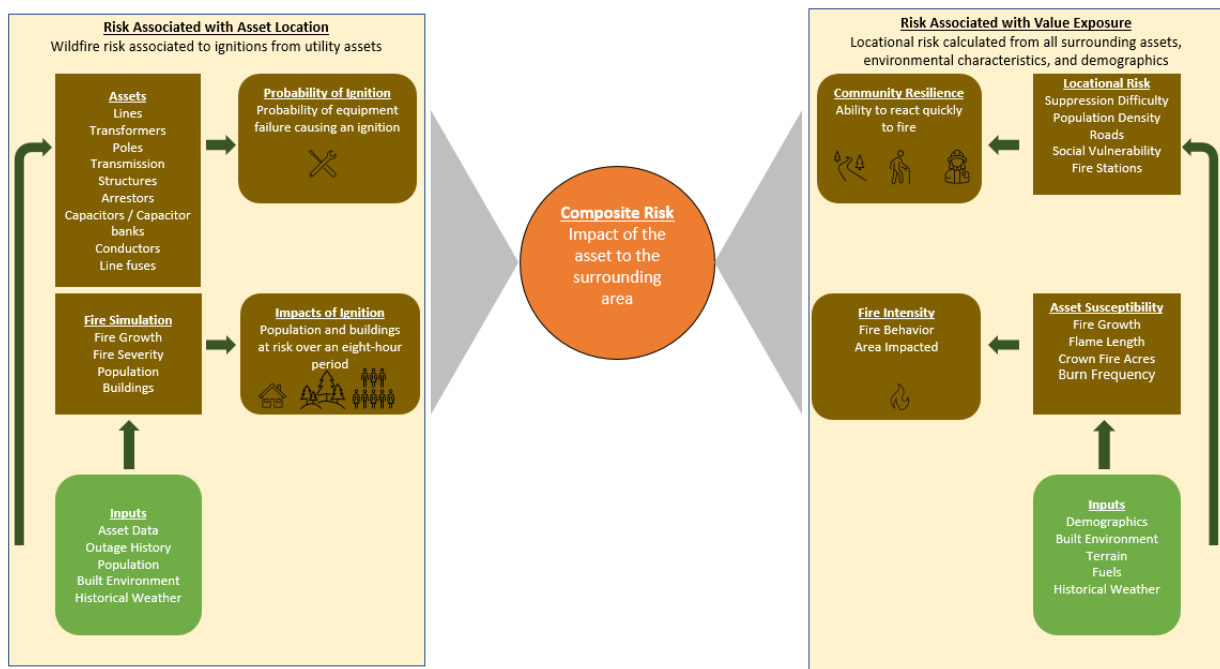 Risk Associated with Asset Location
Wildfire risk associated to ignitions from utility assets
Assets
Lines
Transformers
Poles
Transmission
Structures
Arrestors
Capacitors / Capacitor
banks
Conductors
Line fuses
Probability of Ignition
Probability of equipment
failure causing an ignition
Fire Simulation
Fire Growth
Fire Severity
Population
Buildings
Impacts of Ignition
Population and buildings
at risk over an eight-hour
period
Inputs
Asset Data
Outage History
Population
Built Environment
Historical Weather
Composite Risk
Impact of the
asset to the
surrounding
area
Risk Associated with Value Exposure
Locational risk calculated from all surrounding assets,
environmental characteristics, and demographics
Community Resilience
Ability to react quickly
to fire
Locational Risk
Suppression Difficulty
Population Density
Roads
Social Vulnerability
Fire Stations
Fire Intensity
Fire Behavior
Area Impacted
Asset Susceptibility
Fire Growth
Flame Length
Crown Fire Acres
Burn Frequency
Inputs
Demographics
Built Environment
Terrain
Fuels
Historical Weather